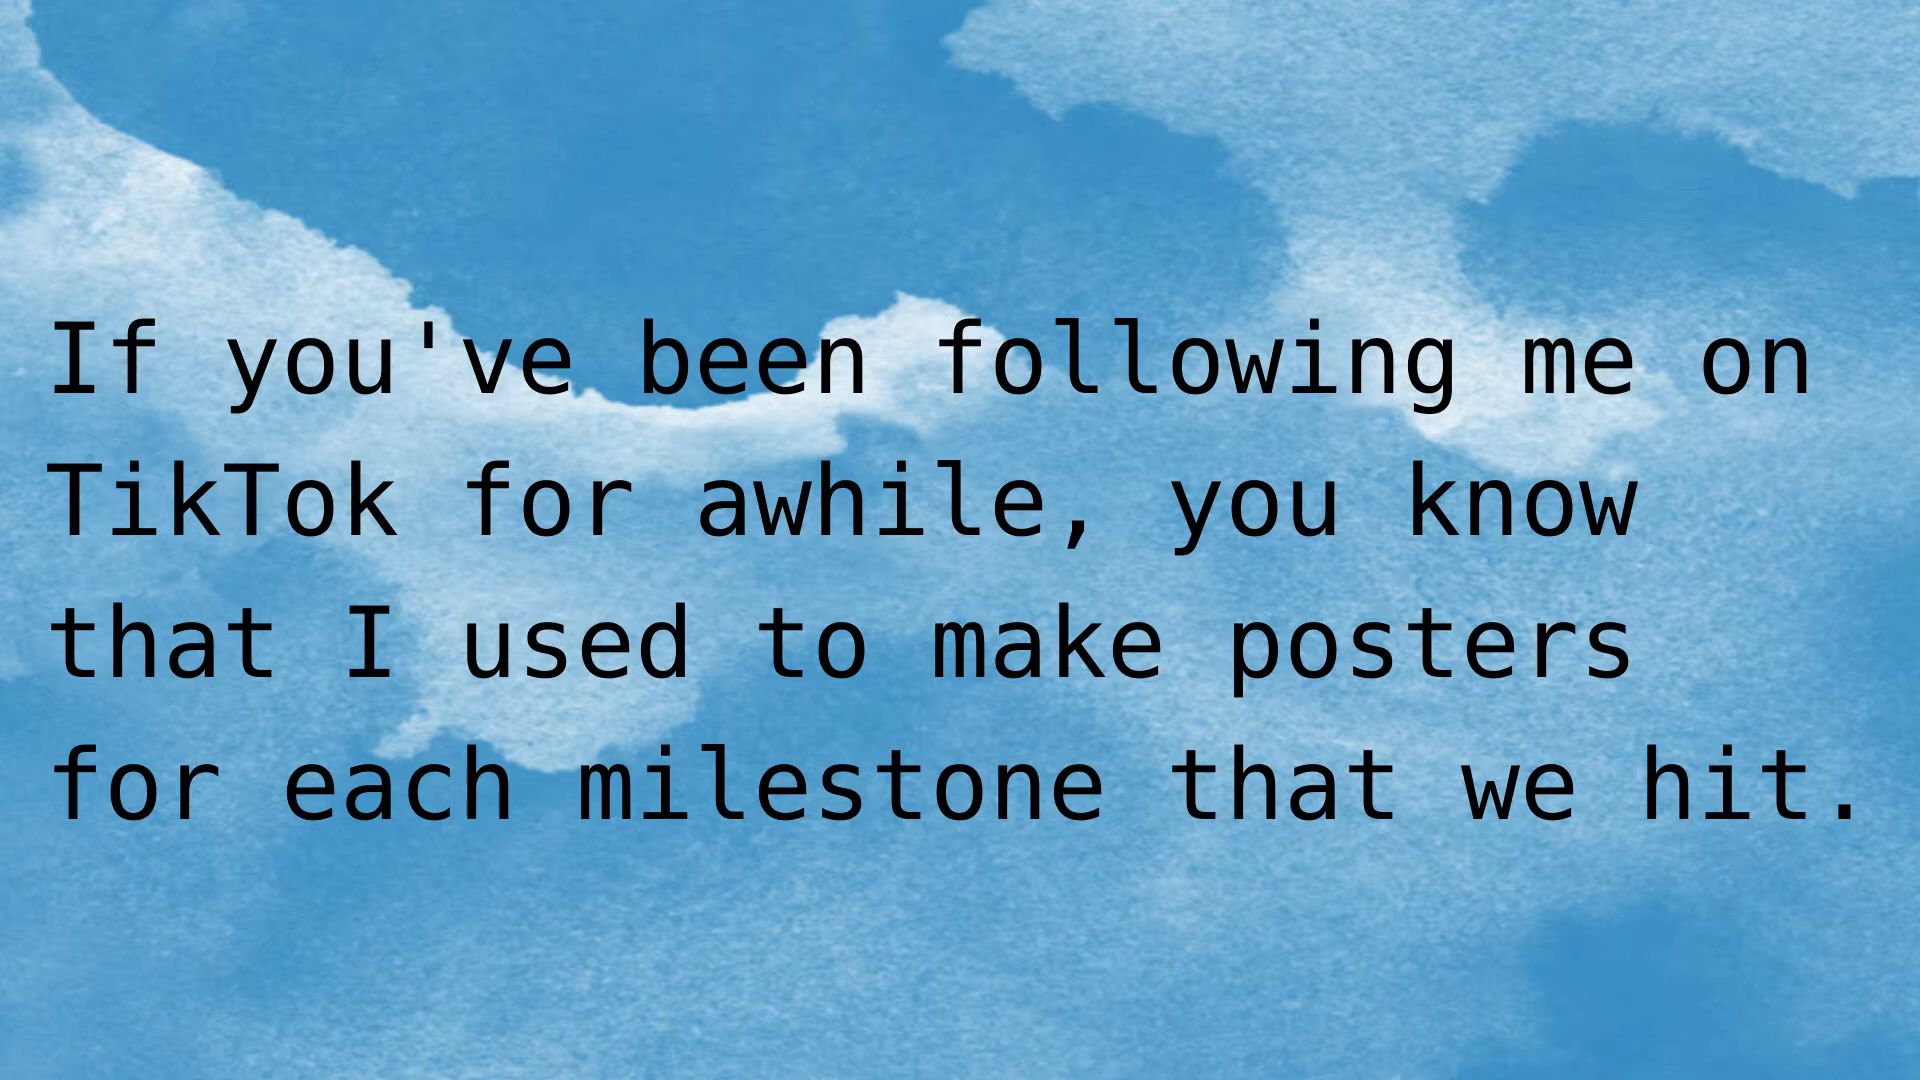 If you've been following me on
TikTok for awhile, you know
that I used to make posters
for each milestone that we hit.